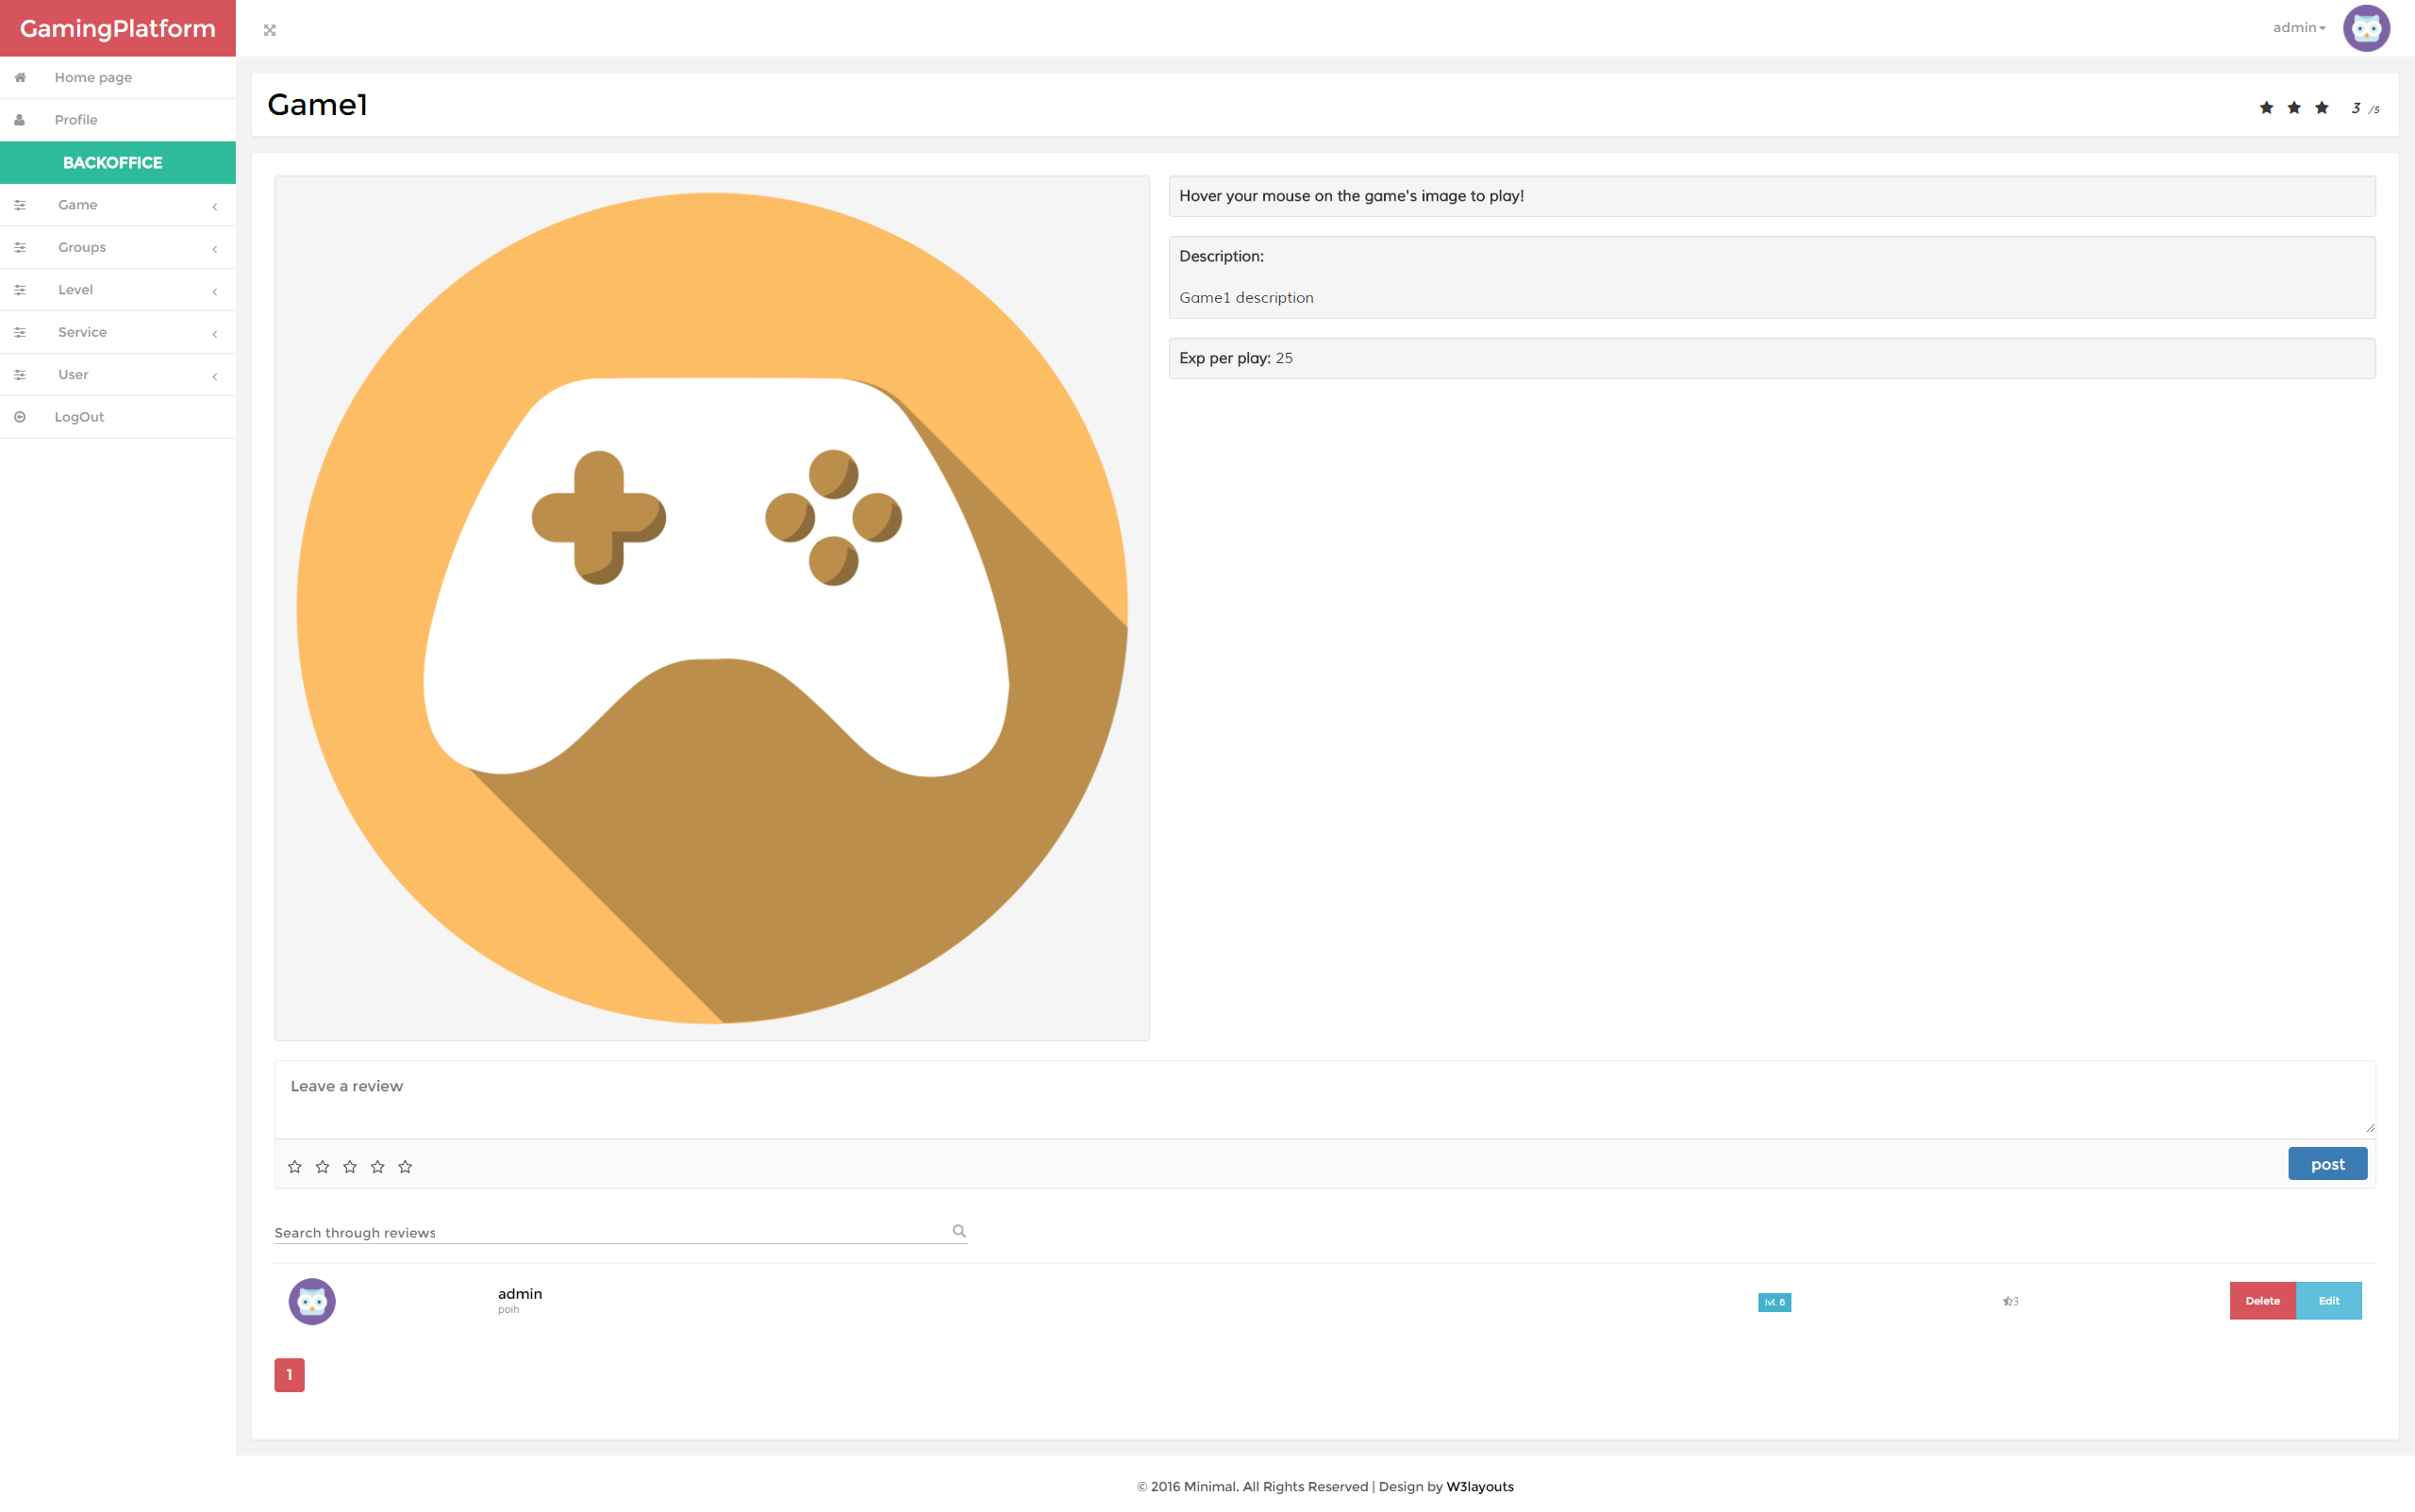 GamingPlatform
admin
Home page
Profile
BACKOFFICE
Game
Groups
Level
Service
User
LogOut
Game1
3 /5
Hover your mouse on the game's image to play!
Description:
Game1 description
Exp per play: 25
Leave a review
post
Search through reviews
admin
poih
lvl. 6
3
Delete
Edit
1
© 2016 Minimal. All Rights Reserved | Design by W3layouts